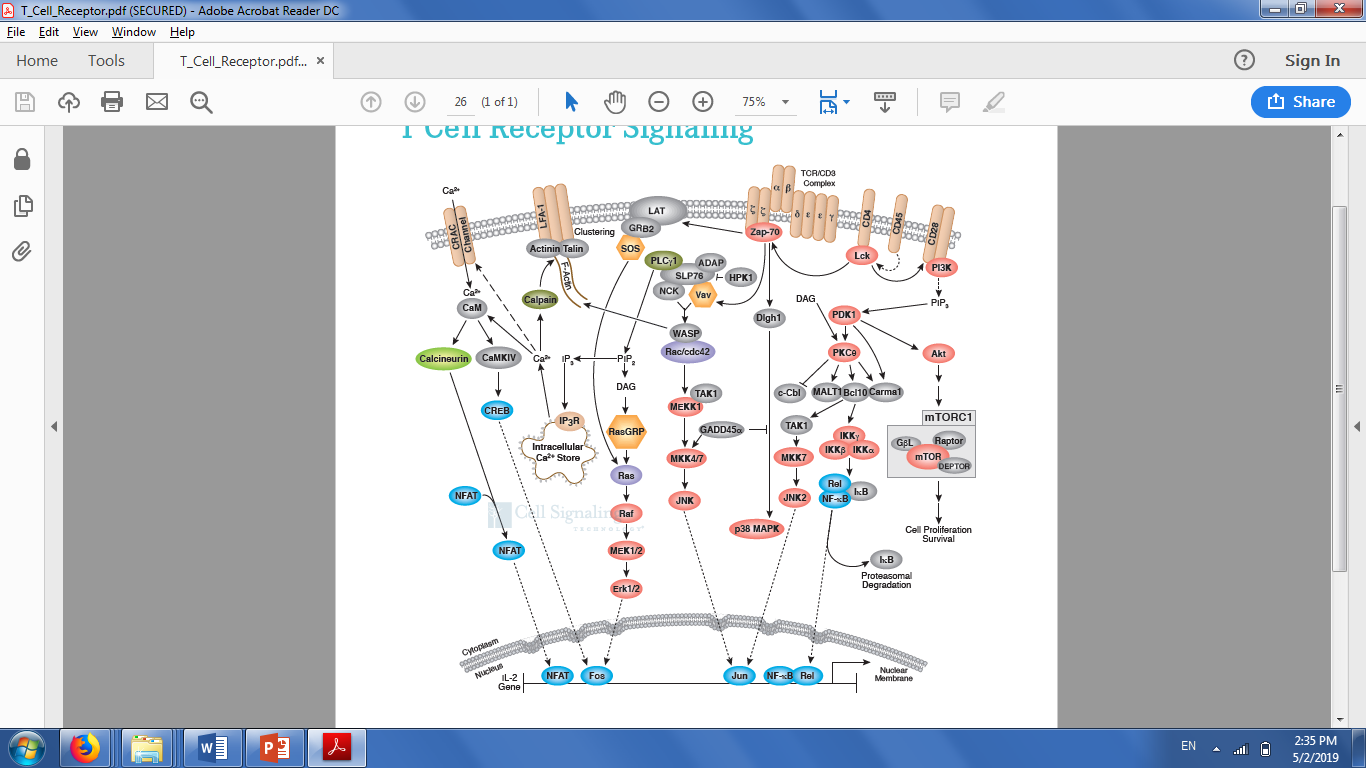 T_Cell_Receptor.pdf (SECURED) - Adobe Acrobat Reader DC
File Edit View Window Help
Home Tools T_Cell_Receptor.pdf... × Sign In
26 (1 of 1) 75% Share
T Cell Receptor Signaling
TCR/CD3
Complex
Ca²⁺
CRAC
Channel
LFA-1
Clustering
LAT
GRB2
SOS
α β
ζ ζ
δ ε ε γ
Zap-70
CD4
CD45
CD28
Lck
PI3K
PIP₃
Actinin Talin
F-Actin
PLCγ1
ADAP
SLP76
HPK1
NCK
Vav
Ca²⁺
CaM
Calpain
WASP
Rac/cdc42
Dlgh1
DAG
PDK1
PKCθ
Akt
Calcineurin
CaMKIV
Ca²⁺
IP₃
PIP₂
DAG
TAK1
MEKK1
c-Cbl
MALT1
Bcl10
Carma1
CREB
IP₃R
Intracellular
Ca²⁺ Store
RasGRP
GADD45α
TAK1
IKKγ
IKKβ
IKKα
mTORC1
GβL
Raptor
mTOR
DEPTOR
Ras
MKK4/7
MKK7
Rel
NF-κB
IκB
NFAT
JNK
JNK2
Cell Signaling
TECHNOLOGY®
Raf
p38 MAPK
Cell Proliferation
Survival
NFAT
MEK1/2
IκB
Proteasomal
Degradation
Erk1/2
Cytoplasm
Nucleus
IL-2
Gene
NFAT
Fos
Jun
NF-κB
Rel
Nuclear
Membrane
EN
2:35 PM
5/2/2019